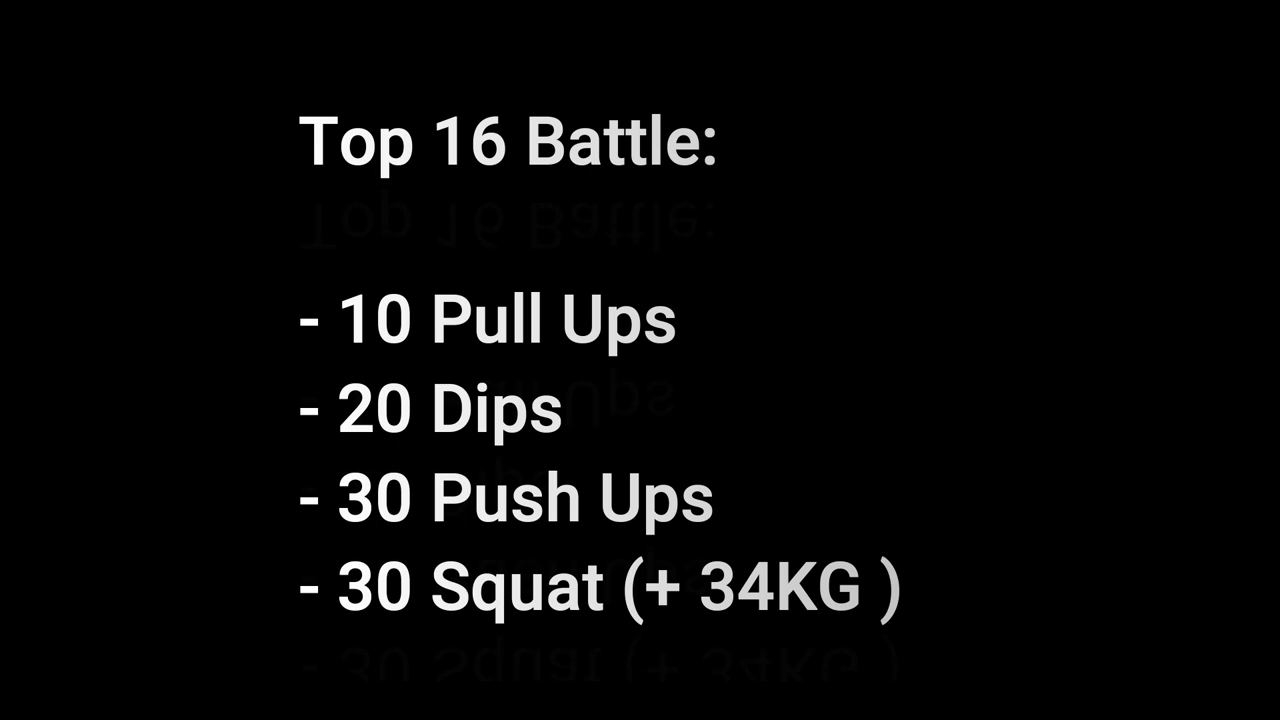 Top 16 Battle:
- 10 Pull Ups
- 20 Dips
- 30 Push Ups
- 30 Squat (+ 34KG )